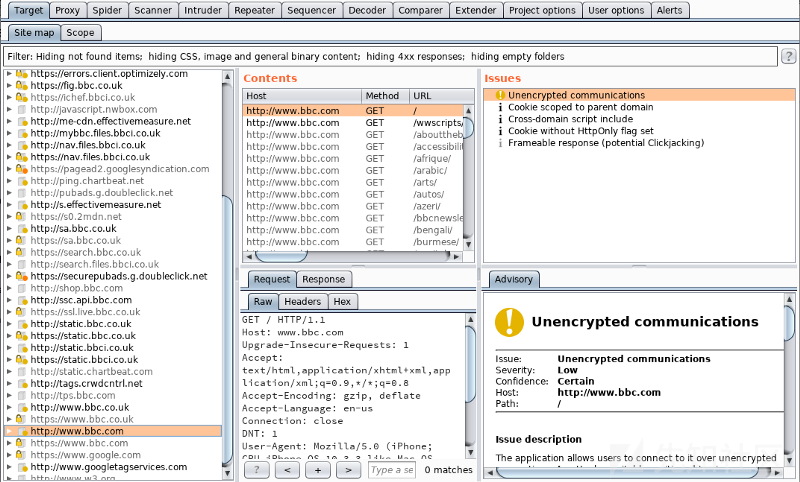 Target Proxy Spider Scanner Intruder Repeater Sequencer Decoder Comparer Extender Project options User options Alerts
Site map Scope
Filter: Hiding not found items; hiding CSS, image and general binary content; hiding 4xx responses; hiding empty folders ?
https://errors.client.optimizely.com
https://fig.bbc.co.uk
https://ichef.bbci.co.uk
http://javascript.nwbox.com
http://me-cdn.effectivemeasure.net
http://mybbc.files.bbci.co.uk
http://nav.files.bbci.co.uk
https://nav.files.bbci.co.uk
https://pagead2.googlesyndication.com
http://ping.chartbeat.net
http://pubads.g.doubleclick.net
http://s.effectivemeasure.net
https://s0.2mdn.net
http://sa.bbc.co.uk
https://sa.bbc.co.uk
https://search.bbc.co.uk
http://search.files.bbci.co.uk
https://securepubads.g.doubleclick.net
http://shop.bbc.com
http://ssc.api.bbc.com
https://ssl.live.bbc.co.uk
http://static.bbc.co.uk
https://static.bbc.co.uk
http://static.bbci.co.uk
https://static.bbci.co.uk
http://static.chartbeat.com
http://tags.crwdcntrl.net
http://tps.bbc.com
http://www.bbc.co.uk
https://www.bbc.co.uk
http://www.bbc.com
https://www.bbc.com
https://www.google.com
https://www.googletagservices.com
http://www.w3.org
Contents
Host Method URL
http://www.bbc.com GET /
http://www.bbc.com GET /wwscripts/
http://www.bbc.com GET /abouttheb
http://www.bbc.com GET /accessibili
http://www.bbc.com GET /afrique/
http://www.bbc.com GET /arabic/
http://www.bbc.com GET /arts/
http://www.bbc.com GET /autos/
http://www.bbc.com GET /azeri/
http://www.bbc.com GET /bbcnewsle
http://www.bbc.com GET /bengali/
http://www.bbc.com GET /burmese/
Issues
Unencrypted communications
Cookie scoped to parent domain
Cross-domain script include
Cookie without HttpOnly flag set
Frameable response (potential Clickjacking)
Request Response
Raw Headers Hex
GET / HTTP/1.1
Host: www.bbc.com
Upgrade-Insecure-Requests: 1
Accept:
text/html,application/xhtml+xml,app
lication/xml;q=0.9,*/*;q=0.8
Accept-Encoding: gzip, deflate
Accept-Language: en-us
Connection: close
DNT: 1
User-Agent: Mozilla/5.0 (iPhone;
CPU iPhone OS 10_3_3 like Mac OS
? < + > Type a se 0 matches
Advisory
Unencrypted communications
Issue: Unencrypted communications
Severity: Low
Confidence: Certain
Host: http://www.bbc.com
Path: /
Issue description
The application allows users to connect to it over unencrypted